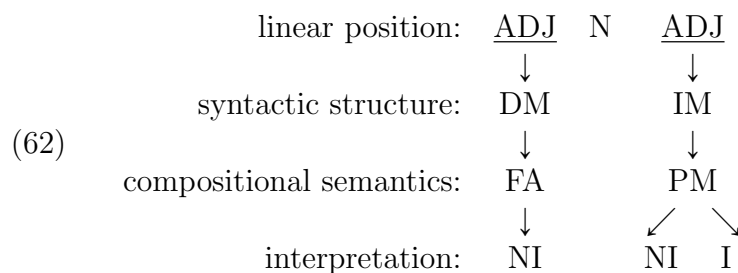 linear position: ADJ N ADJ
↓ ↓
syntactic structure: DM IM
(62) ↓ ↓
compositional semantics: FA PM
↓ ↙ ↘
interpretation: NI NI I